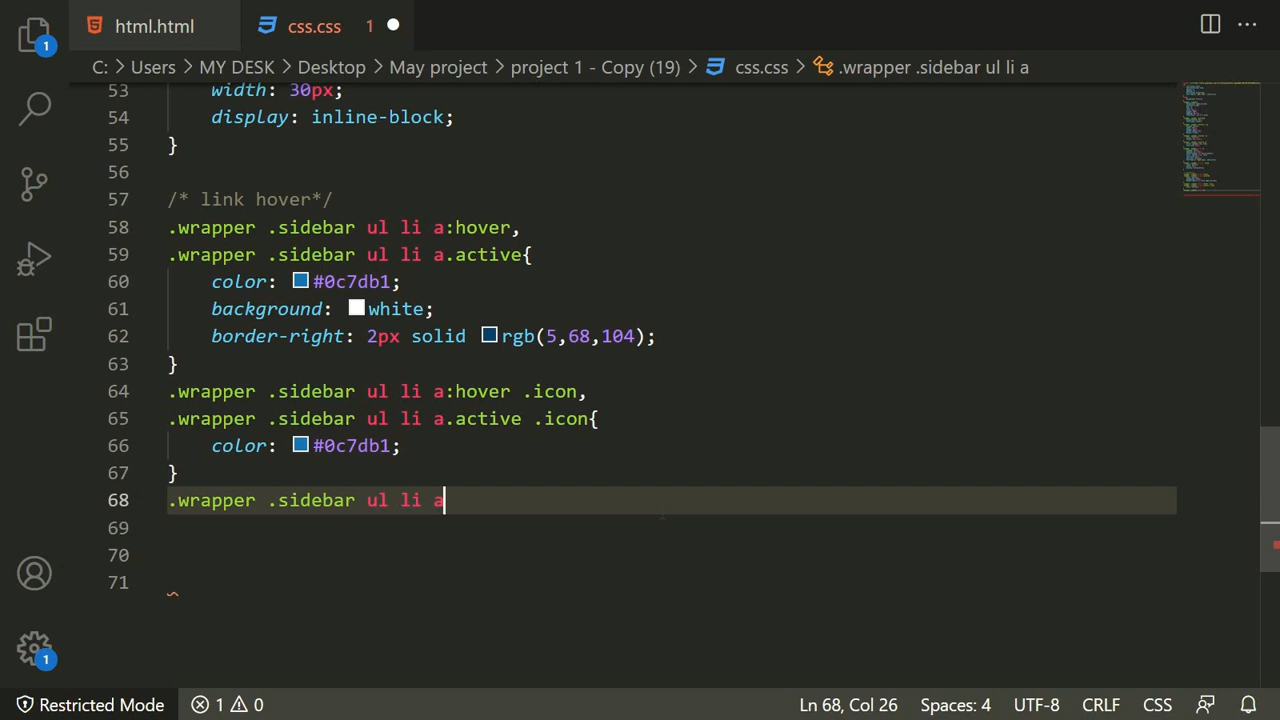 html.html
css.css 1
1
C: > Users > MY DESK > Desktop > May project > project 1 - Copy (19) > css.css > .wrapper .sidebar ul li a
53 width: 30px;
54 display: inline-block;
55 }
56
57 /* link hover*/
58 .wrapper .sidebar ul li a:hover,
59 .wrapper .sidebar ul li a.active{
60 color: #0c7db1;
61 background: white;
62 border-right: 2px solid rgb(5,68,104);
63 }
64 .wrapper .sidebar ul li a:hover .icon,
65 .wrapper .sidebar ul li a.active .icon{
66 color: #0c7db1;
67 }
68 .wrapper .sidebar ul li a
69
70
71
1
Restricted Mode 1 0 Ln 68, Col 26 Spaces: 4 UTF-8 CRLF CSS